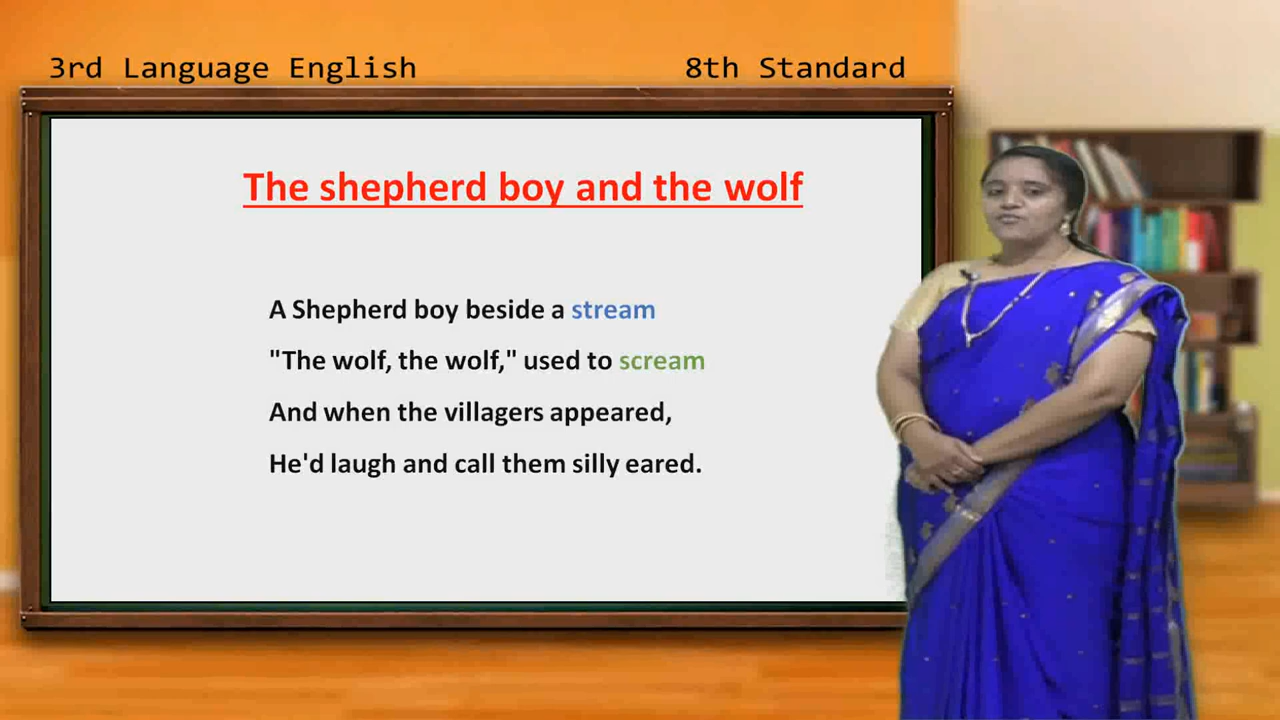 3rd Language English
8th Standard
The shepherd boy and the wolf
A Shepherd boy beside a stream
"The wolf, the wolf," used to scream
And when the villagers appeared,
He'd laugh and call them silly eared.